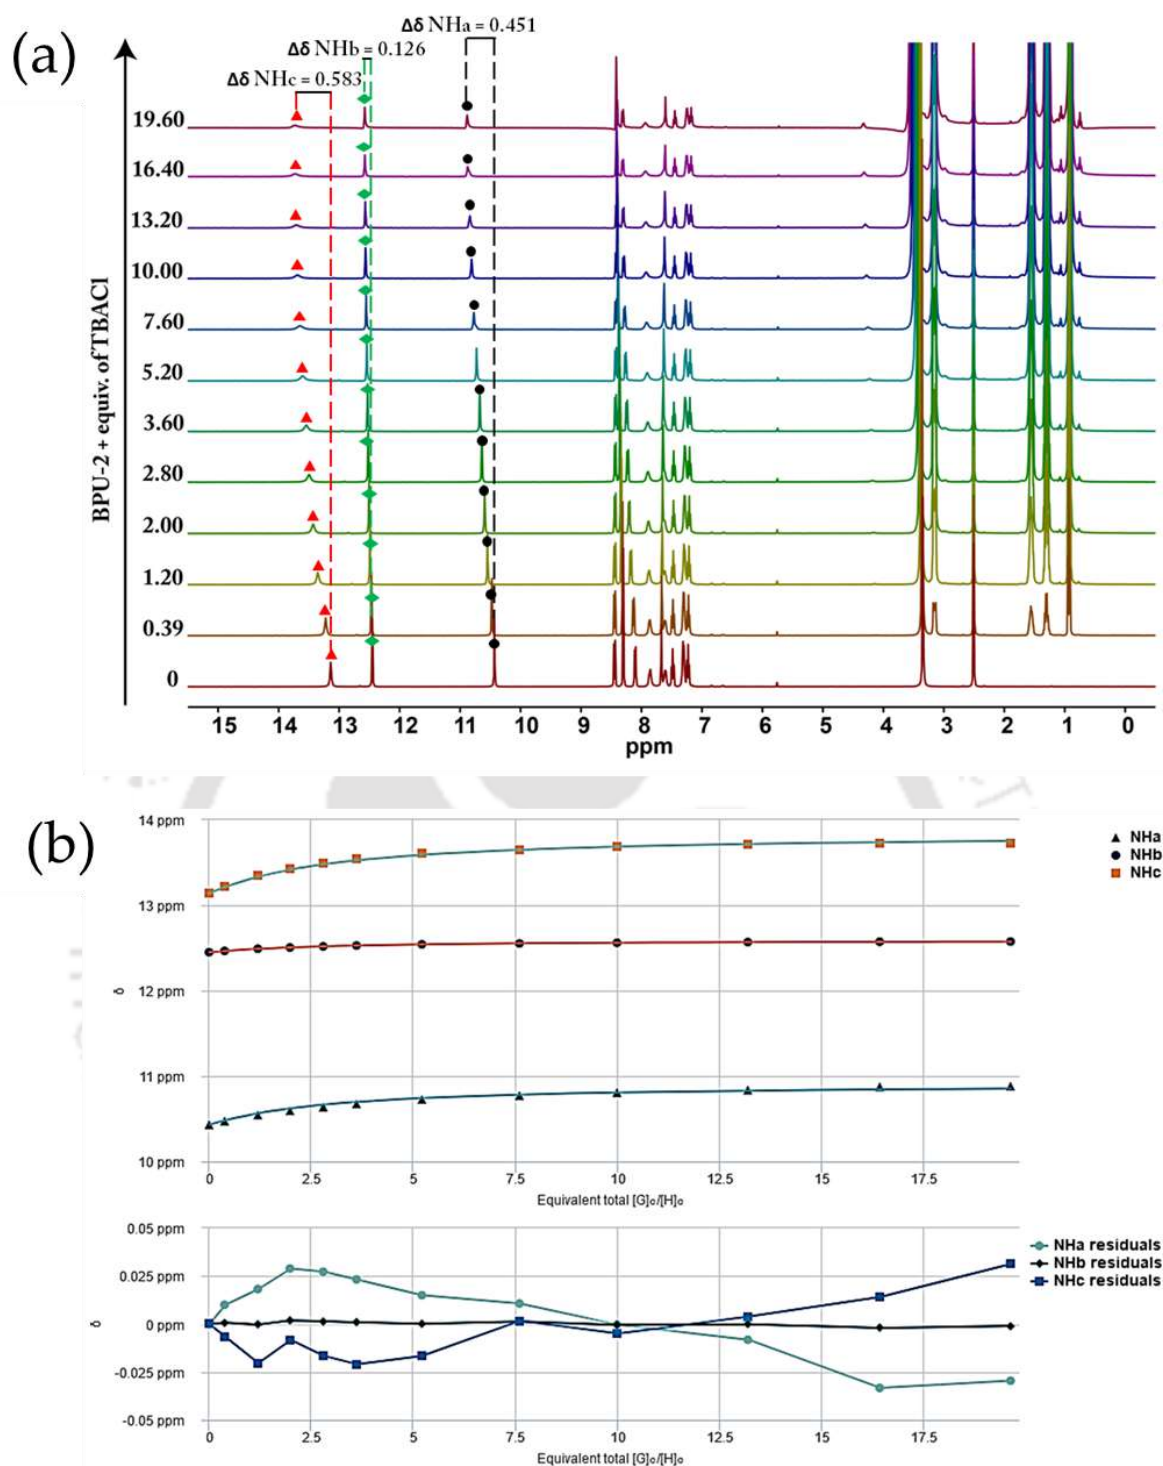 (a)
Δδ NHa = 0.451
Δδ NHb = 0.126
Δδ NHc = 0.583
BPU-2 + equiv. of TBACl
19.60
16.40
13.20
10.00
7.60
5.20
3.60
2.80
2.00
1.20
0.39
0
15 14 13 12 11 10 9 8 7 6 5 4 3 2 1 0
ppm
(b)
14 ppm
13 ppm
12 ppm
11 ppm
10 ppm
δ
NHa
NHb
NHc
0 2.5 5 7.5 10 12.5 15 17.5
Equivalent total [G]₀/[H]₀
0.05 ppm
0.025 ppm
0 ppm
-0.025 ppm
-0.05 ppm
δ
NHa residuals
NHb residuals
NHc residuals
0 2.5 5 7.5 10 12.5 15 17.5
Equivalent total [G]₀/[H]₀